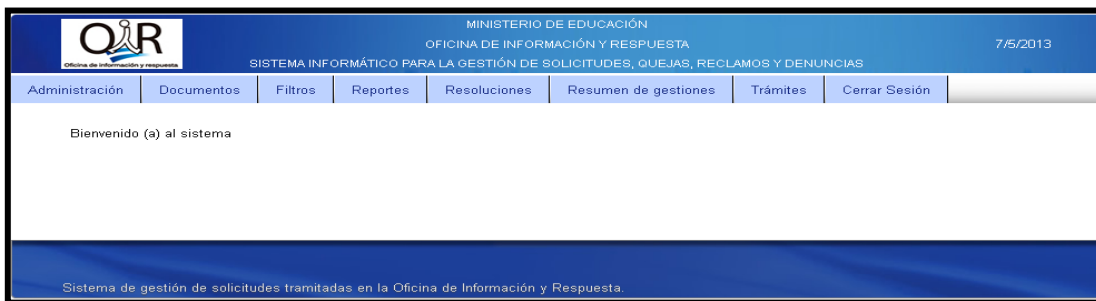 MINISTERIO DE EDUCACIÓN
OIR
Oficina de información y respuesta
OFICINA DE INFORMACIÓN Y RESPUESTA
7/5/2013
SISTEMA INFORMÁTICO PARA LA GESTIÓN DE SOLICITUDES, QUEJAS, RECLAMOS Y DENUNCIAS
Administración Documentos Filtros Reportes Resoluciones Resumen de gestiones Trámites Cerrar Sesión
Bienvenido (a) al sistema
Sistema de gestión de solicitudes tramitadas en la Oficina de Información y Respuesta.